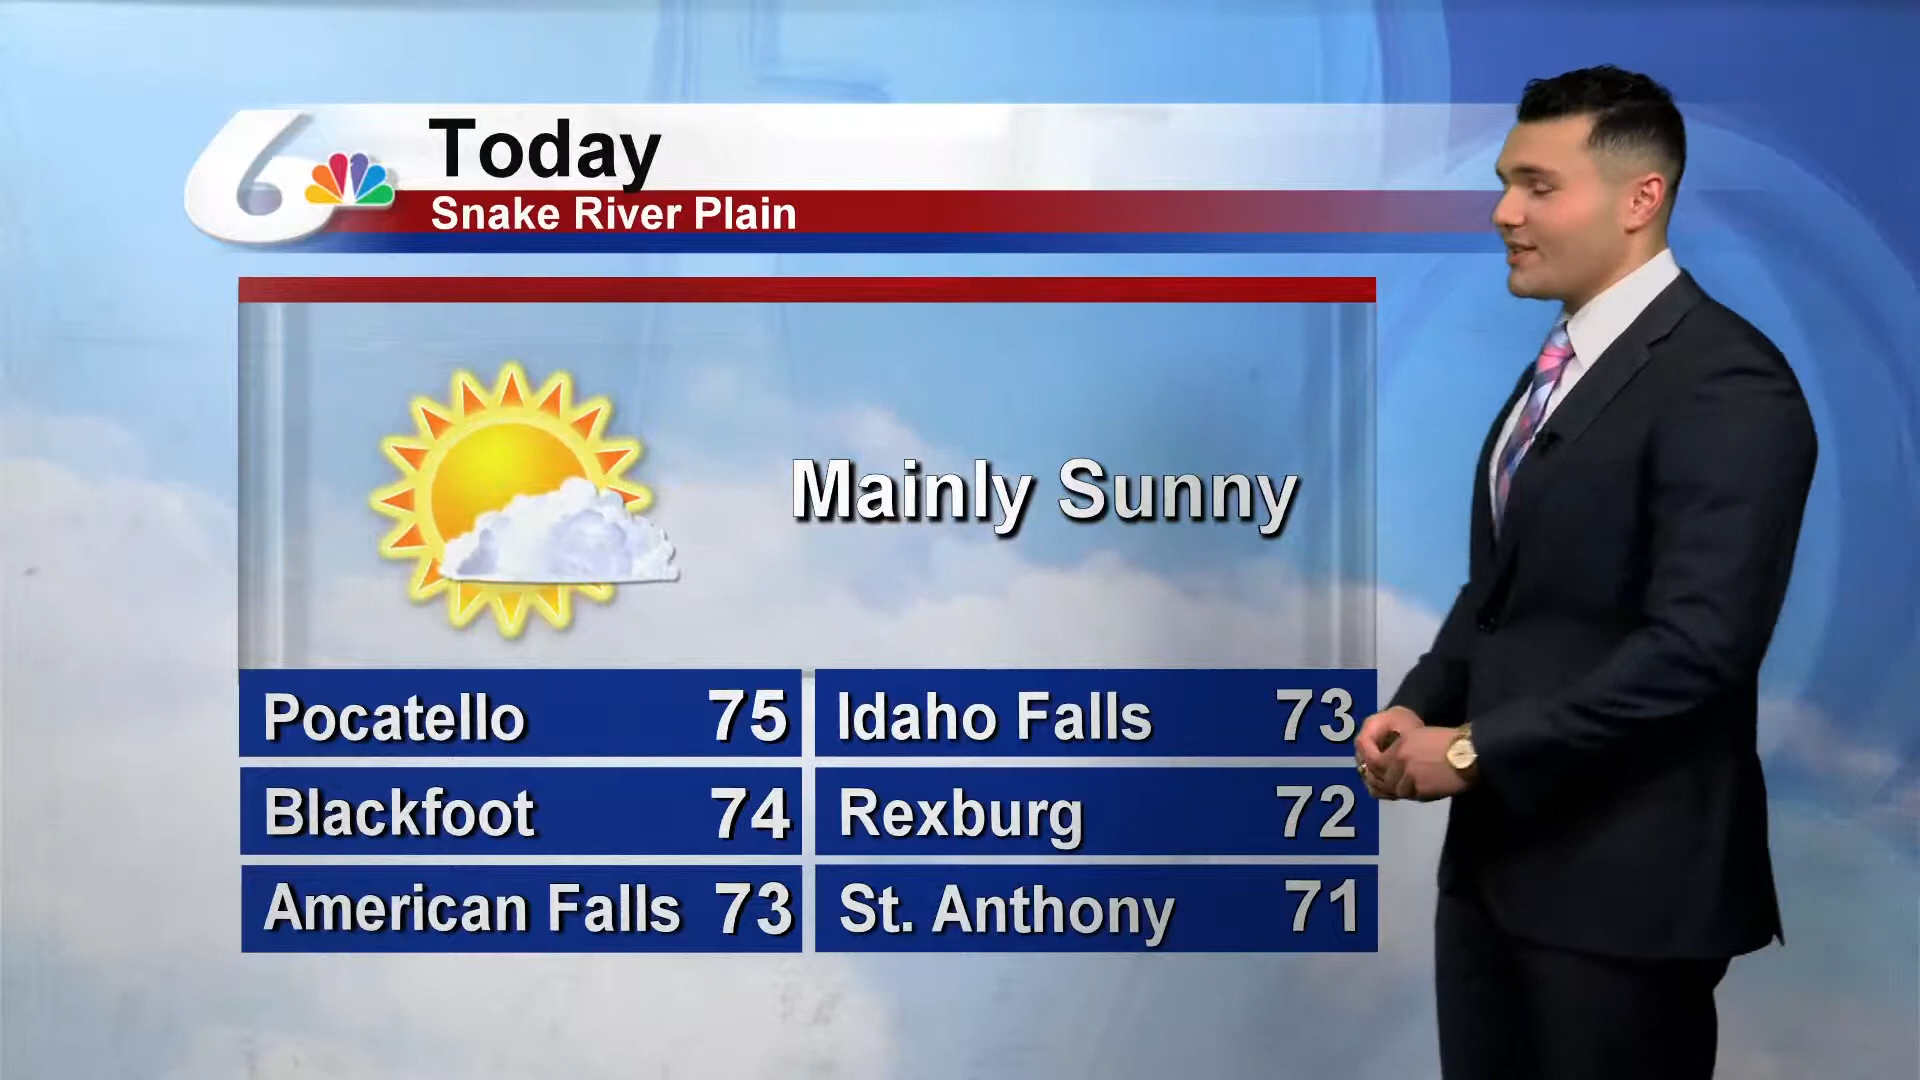 6
Today
Snake River Plain
Mainly Sunny
Pocatello 75
Idaho Falls 73
Blackfoot 74
Rexburg 72
American Falls 73
St. Anthony 71